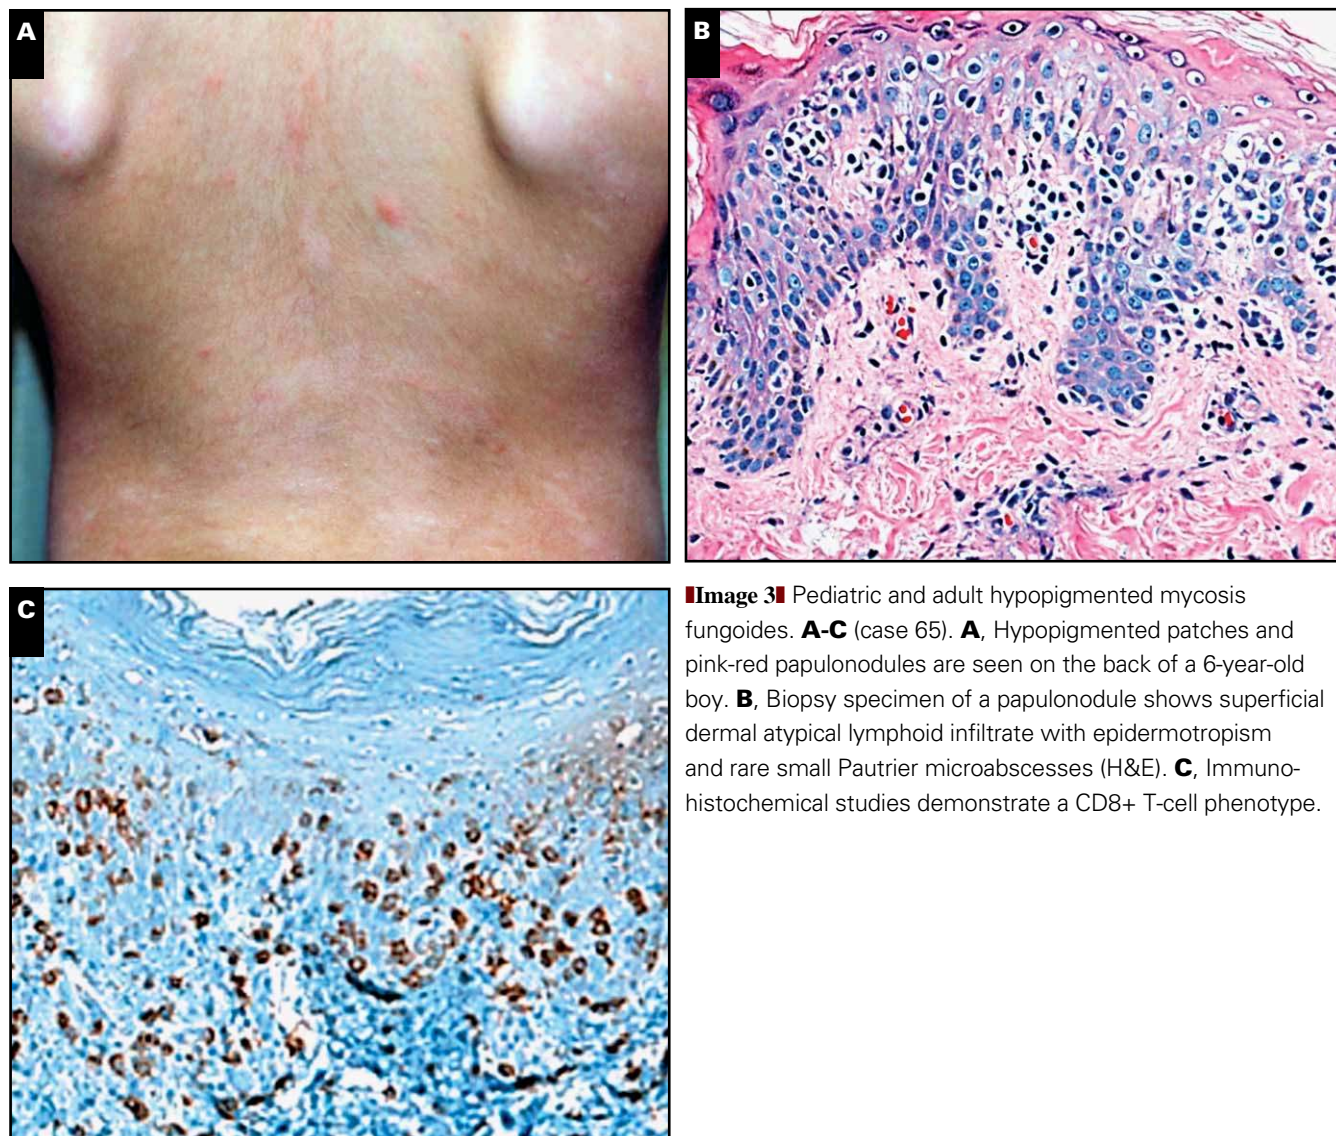 A
B
C
Image 3 Pediatric and adult hypopigmented mycosis
fungoides. A-C (case 65). A, Hypopigmented patches and
pink-red papulonodules are seen on the back of a 6-year-old
boy. B, Biopsy specimen of a papulonodule shows superficial
dermal atypical lymphoid infiltrate with epidermotropism
and rare small Pautrier microabscesses (H&E). C, Immuno-
histochemical studies demonstrate a CD8+ T-cell phenotype.